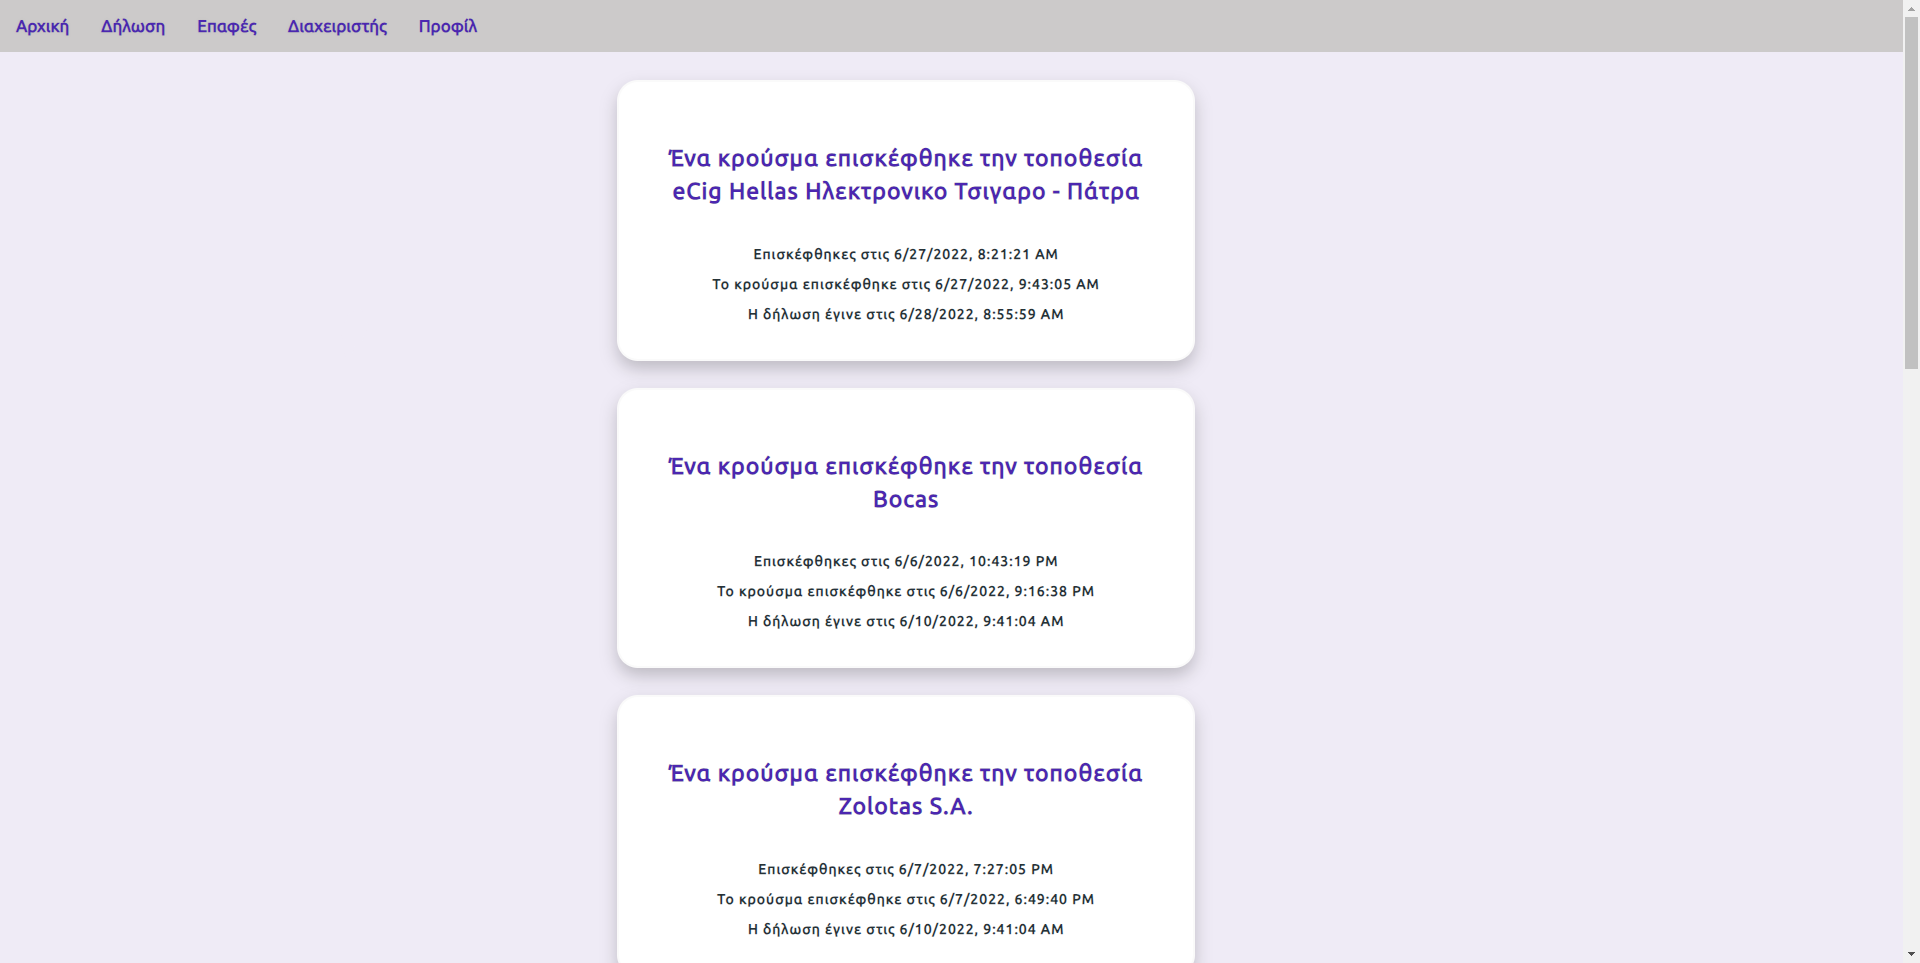 Αρχική Δήλωση Επαφές Διαχειριστής Προφίλ
Ένα κρούσμα επισκέφθηκε την τοποθεσία
eCig Hellas Ηλεκτρονικο Τσιγαρο - Πάτρα
Επισκέφθηκες στις 6/27/2022, 8:21:21 AM
Το κρούσμα επισκέφθηκε στις 6/27/2022, 9:43:05 AM
Η δήλωση έγινε στις 6/28/2022, 8:55:59 AM
Ένα κρούσμα επισκέφθηκε την τοποθεσία
Bocas
Επισκέφθηκες στις 6/6/2022, 10:43:19 PM
Το κρούσμα επισκέφθηκε στις 6/6/2022, 9:16:38 PM
Η δήλωση έγινε στις 6/10/2022, 9:41:04 AM
Ένα κρούσμα επισκέφθηκε την τοποθεσία
Zolotas S.A.
Επισκέφθηκες στις 6/7/2022, 7:27:05 PM
Το κρούσμα επισκέφθηκε στις 6/7/2022, 6:49:40 PM
Η δήλωση έγινε στις 6/10/2022, 9:41:04 AM